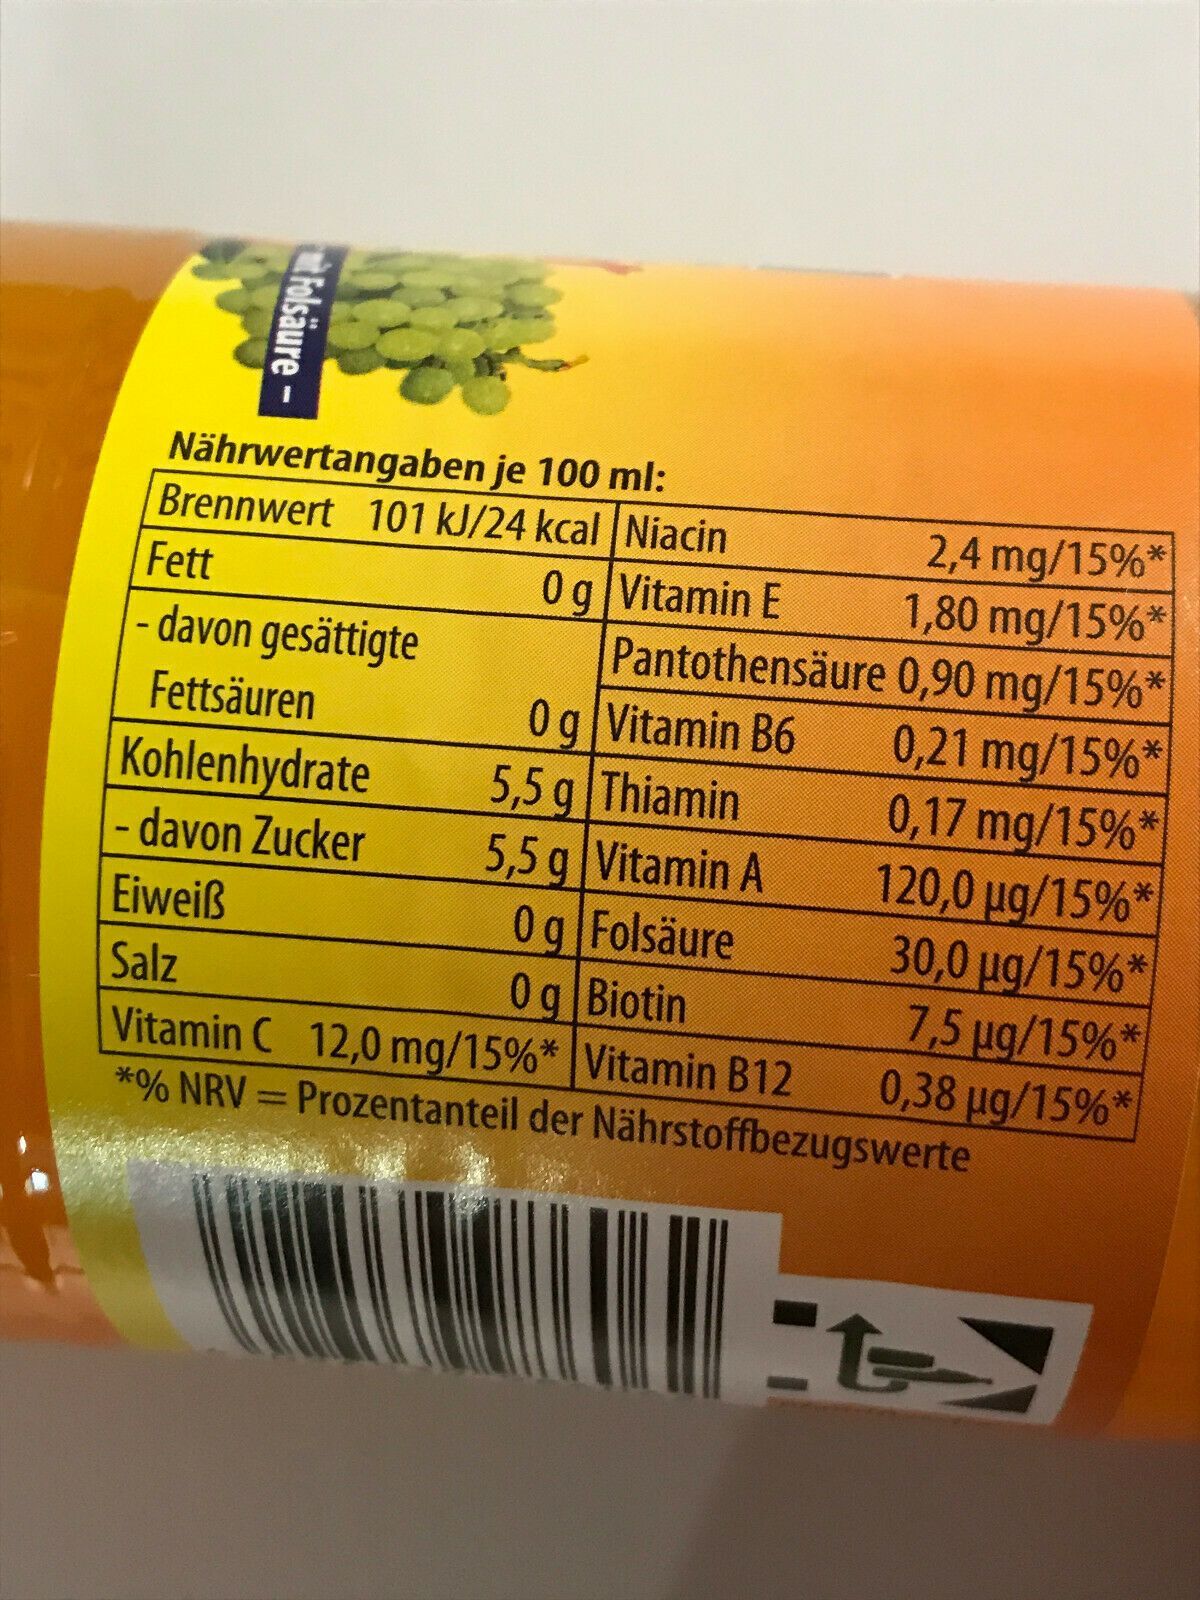 mit Folsäure -
Nährwertangaben je 100 ml:
Brennwert 101 kJ/24 kcal
Fett 0 g
- davon gesättigte
Fettsäuren 0 g
Kohlenhydrate 5,5 g
- davon Zucker 5,5 g
Eiweiß 0 g
Salz 0 g
Vitamin C 12,0 mg/15%*
Niacin 2,4 mg/15%*
Vitamin E 1,80 mg/15%*
Pantothensäure 0,90 mg/15%*
Vitamin B6 0,21 mg/15%*
Thiamin 0,17 mg/15%*
Vitamin A 120,0 µg/15%*
Folsäure 30,0 µg/15%*
Biotin 7,5 µg/15%*
Vitamin B12 0,38 µg/15%*
*% NRV = Prozentanteil der Nährstoffbezugswerte